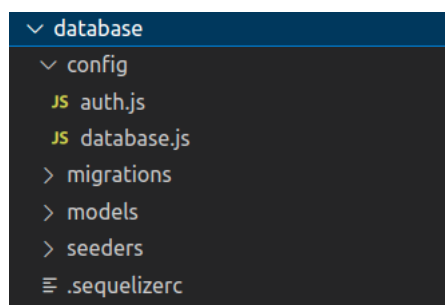 database
config
JS auth.js
JS database.js
migrations
models
seeders
.sequelizerc